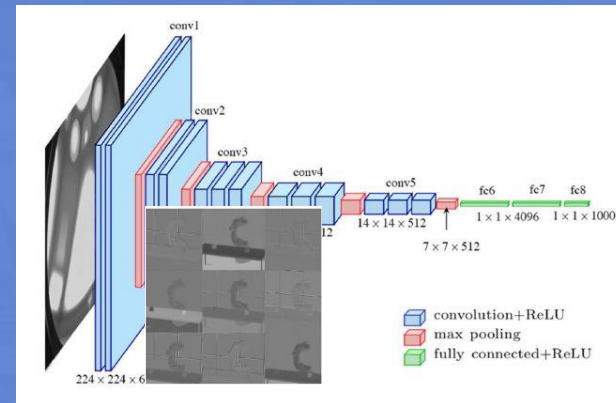 conv1
conv2
conv3
conv4
conv5
fc6 fc7 fc8
1 × 1 × 4096 1 × 1 × 1000
12 14 × 14 × 512
7 × 7 × 512
224 × 224 × 6
convolution+ReLU
max pooling
fully connected+ReLU